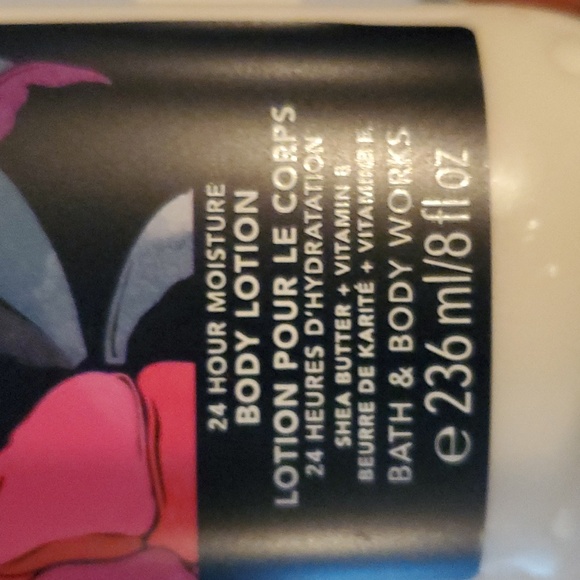 24 HOUR MOISTURE
BODY LOTION
LOTION POUR LE CORPS
24 HEURES D'HYDRATATION
SHEA BUTTER + VITAMIN E
BEURRE DE KARITÉ + VITAMINE E
BATH & BODY WORKS
e 236 ml/8 fl oz